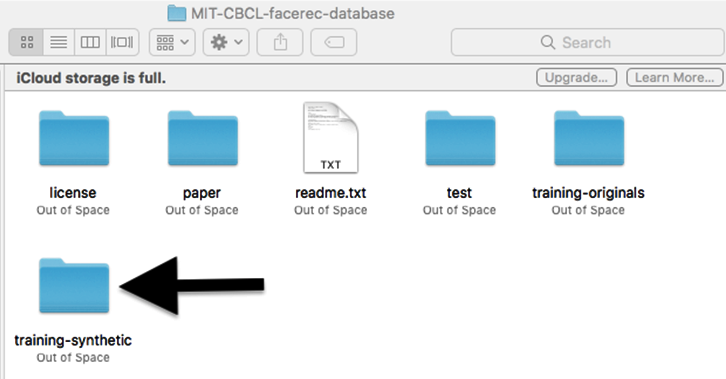 MIT-CBCL-facerec-database
Search
iCloud storage is full.
Upgrade...
Learn More...
TXT
license
paper
readme.txt
test
training-originals
Out of Space
Out of Space
Out of Space
Out of Space
Out of Space
training-synthetic
Out of Space